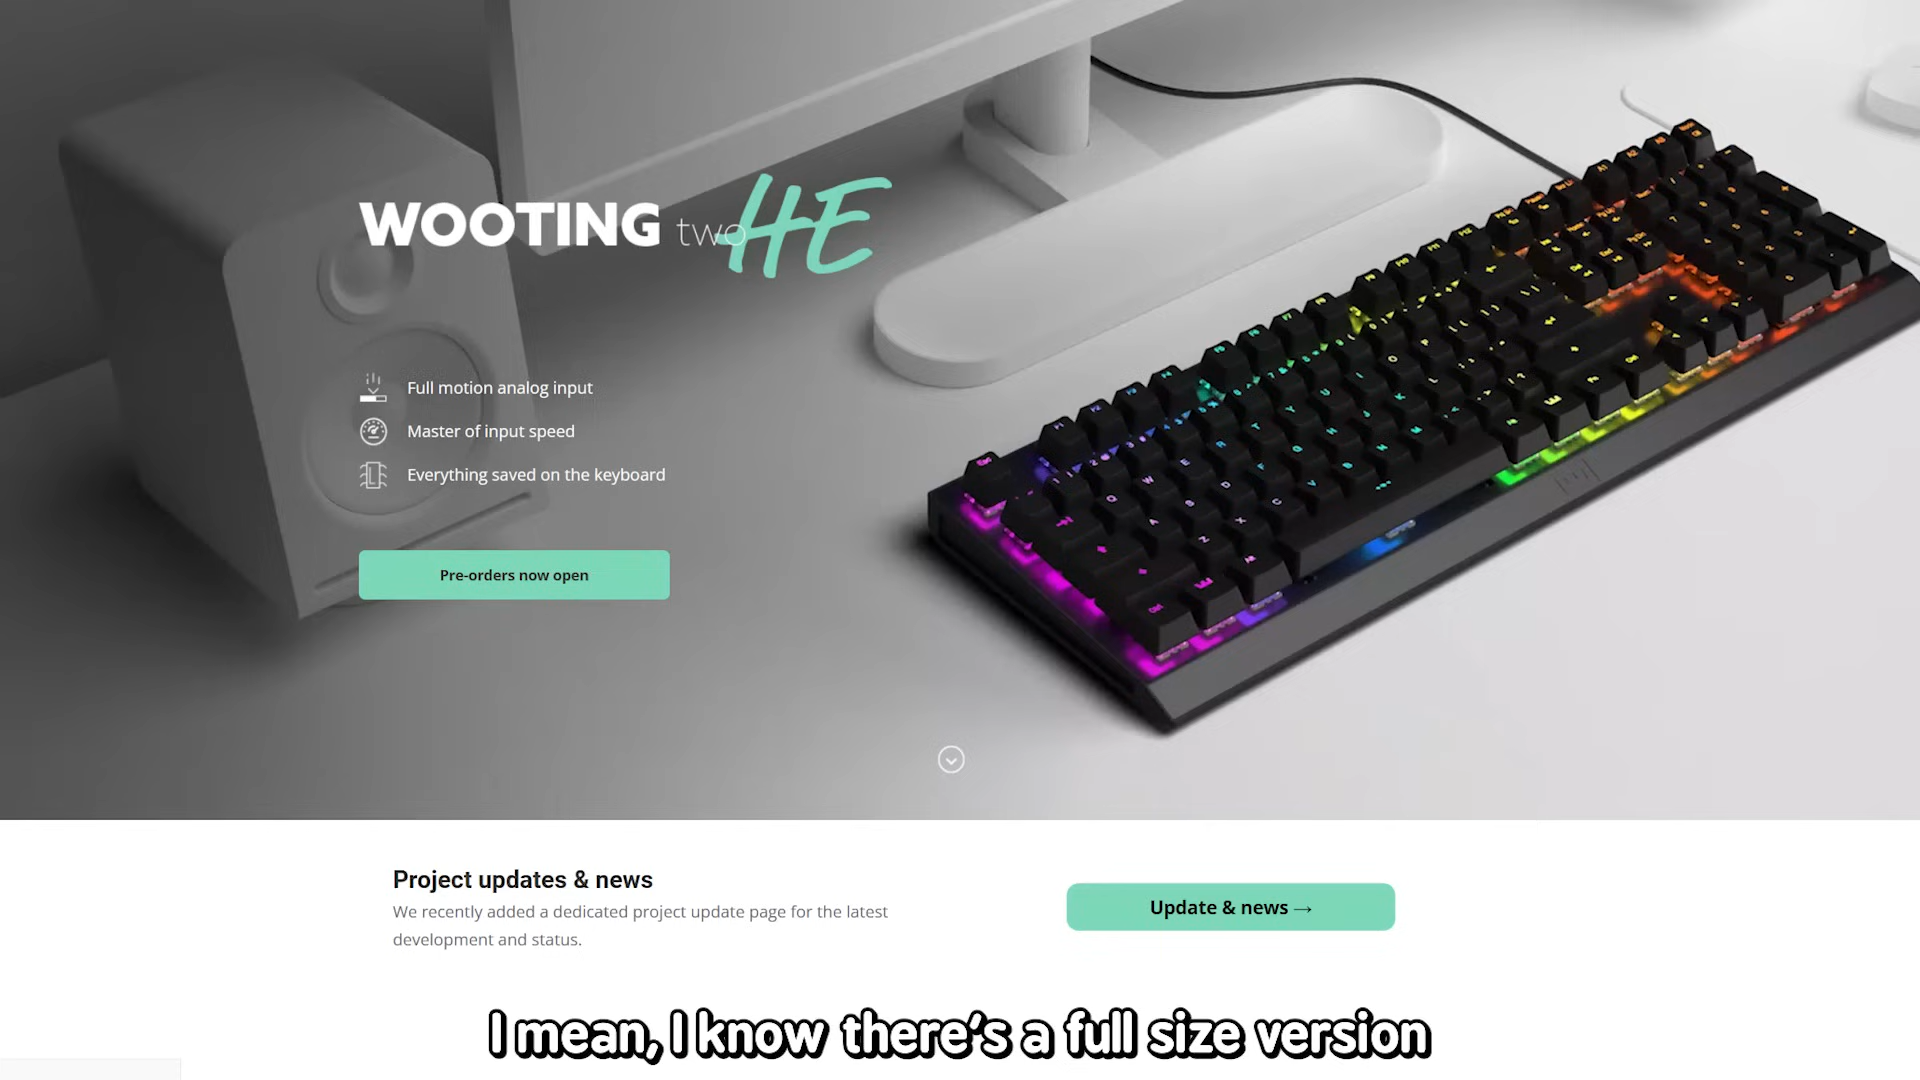 WOOTING two HE
Full motion analog input
Master of input speed
Everything saved on the keyboard
Pre-orders now open
Project updates & news
We recently added a dedicated project update page for the latest
development and status.
Update & news →
I mean, I know there's a full size version